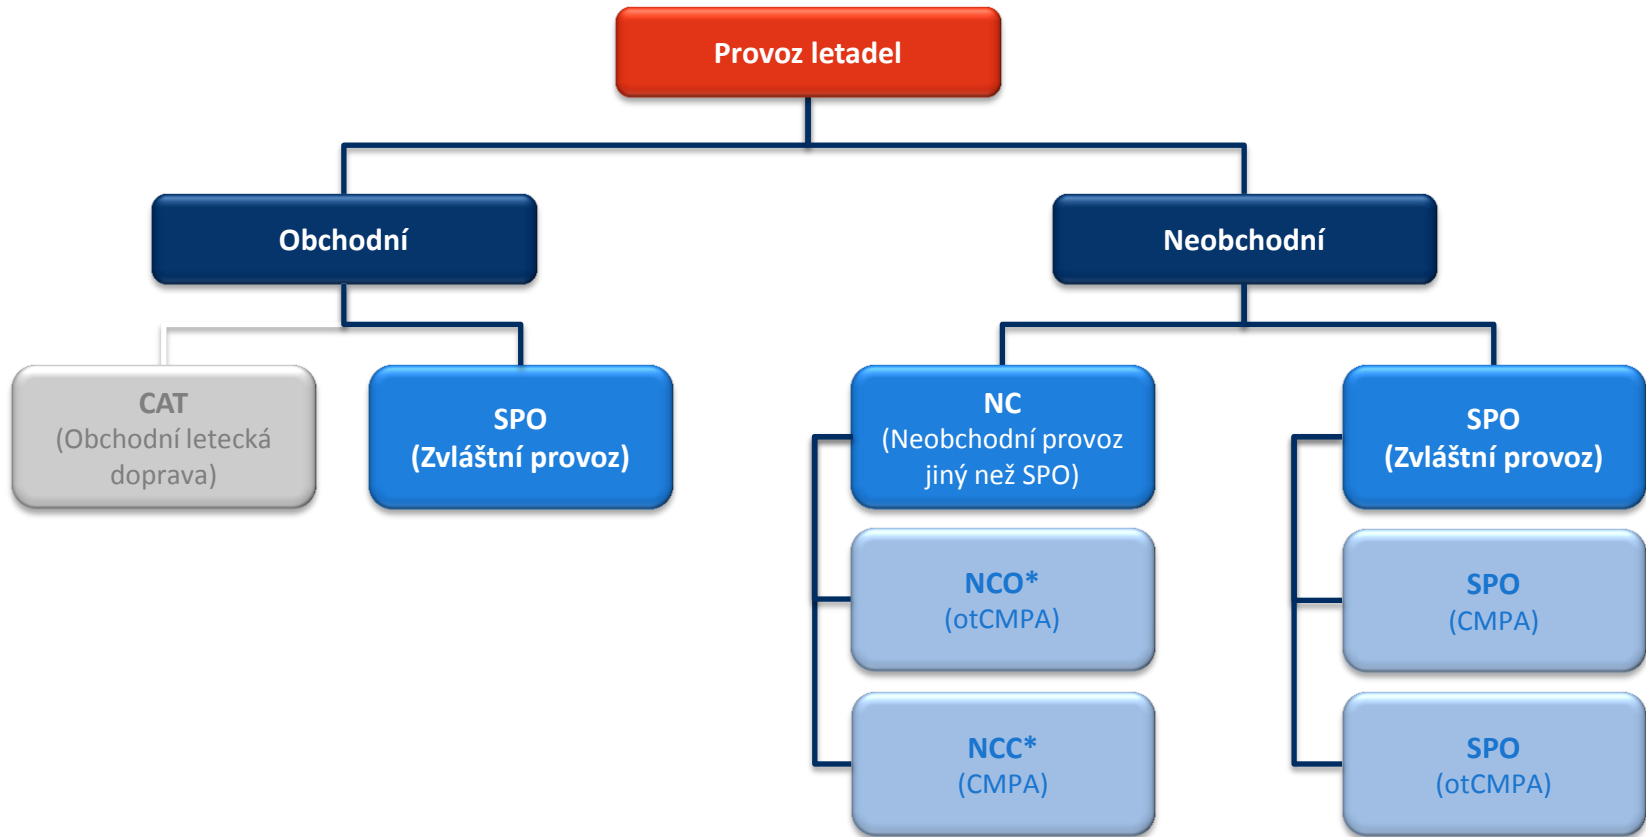 Provoz letadel
Obchodní
Neobchodní
CAT
(Obchodní letecká
doprava)
SPO
(Zvláštní provoz)
NC
(Neobchodní provoz
jiný než SPO)
SPO
(Zvláštní provoz)
NCO*
(otCMPA)
SPO
(CMPA)
NCC*
(CMPA)
SPO
(otCMPA)